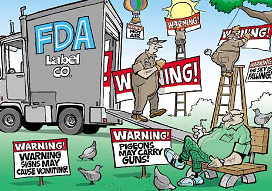 WARNING!
WARNING!
FDA
Label
CO.
WARNING!
WARNING!
WARNING
SIGNS MAY
CAUSE VOMITING!
WARNING!
PIGEONS
MAY CARRY
GUNS!